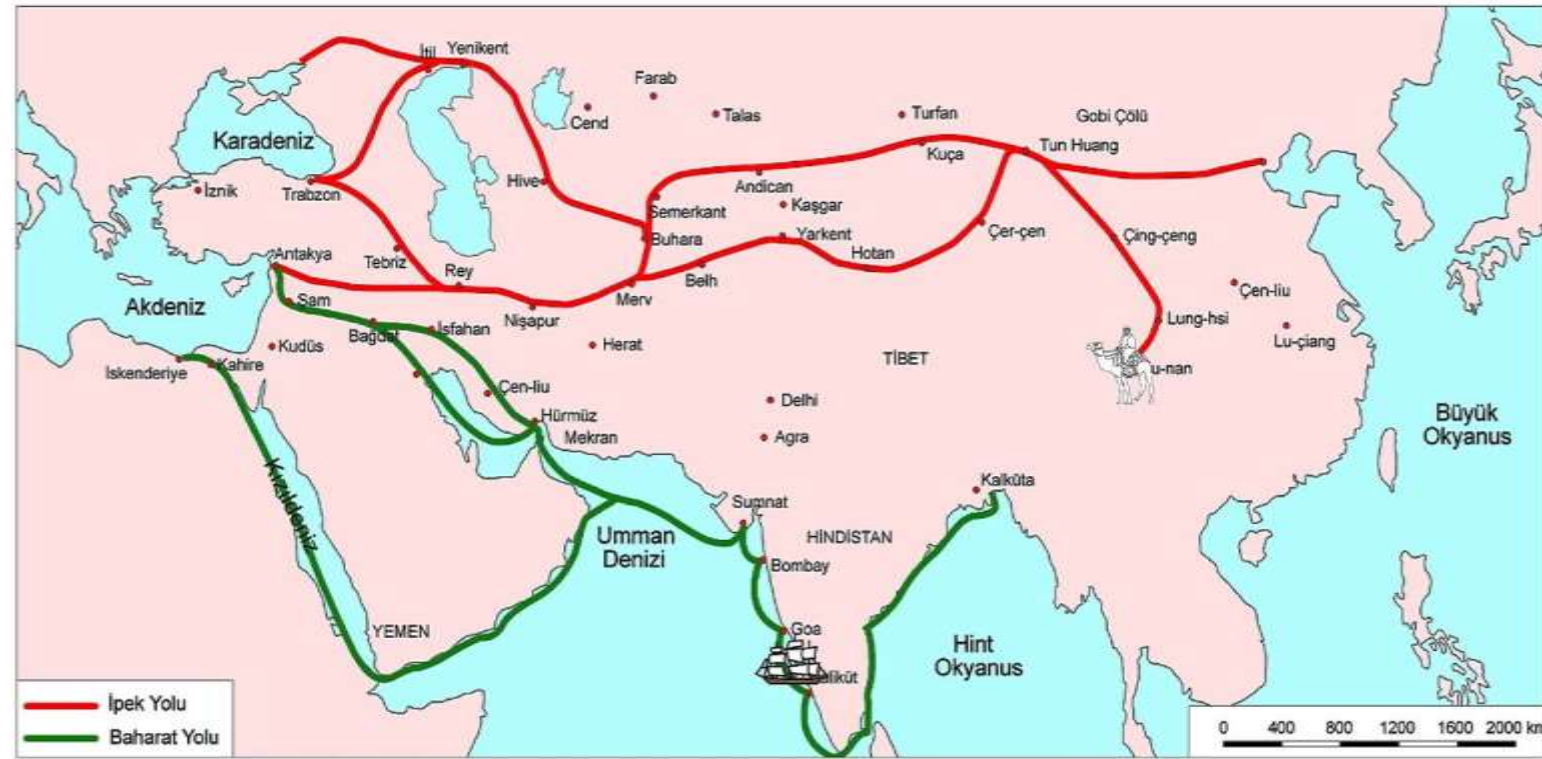 İtil
Yenikent
Farab
Cend
Talas
Turfan
Gobi Çölü
Karadeniz
Kuça
Tun Huang
İznik
Trabzon
Hive
Andican
Semerkant
Kaşgar
Buhara
Yarkent
Hotan
Çer-çen
Çing-çeng
Antakya
Tebriz
Rey
Merv
Belh
Çen-liu
Akdeniz
Şam
Nişapur
Lung-hsi
Lu-çiang
Bağdat
İsfahan
Kudüs
Herat
TİBET
İskenderiye
Kahire
u-nan
Çen-liu
Delhi
Hürmüz
Mekran
Agra
Büyük
Okyanus
Kızıldeniz
Kalküta
Sumnat
Umman
Denizi
HİNDİSTAN
Bombay
YEMEN
Goa
Hint
Okyanus
liküt
İpek Yolu
Baharat Yolu
0 400 800 1200 1600 2000 km